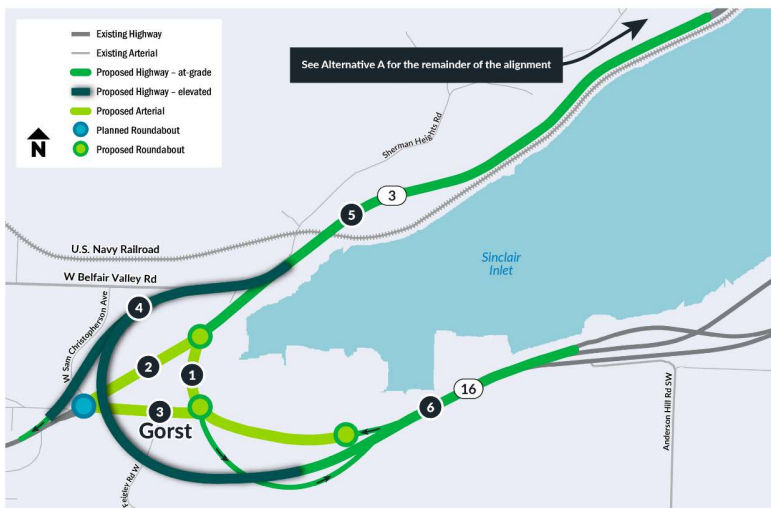 Existing Highway
Existing Arterial
Proposed Highway – at-grade
Proposed Highway – elevated
Proposed Arterial
Planned Roundabout
Proposed Roundabout
N
See Alternative A for the remainder of the alignment
Sherman Heights Rd
3
5
U.S. Navy Railroad
Sinclair
Inlet
W Belfair Valley Rd
4
W Sam Christopherson Ave
2
1
3
Gorst
6
16
Feigley Rd W
Anderson Hill Rd SW